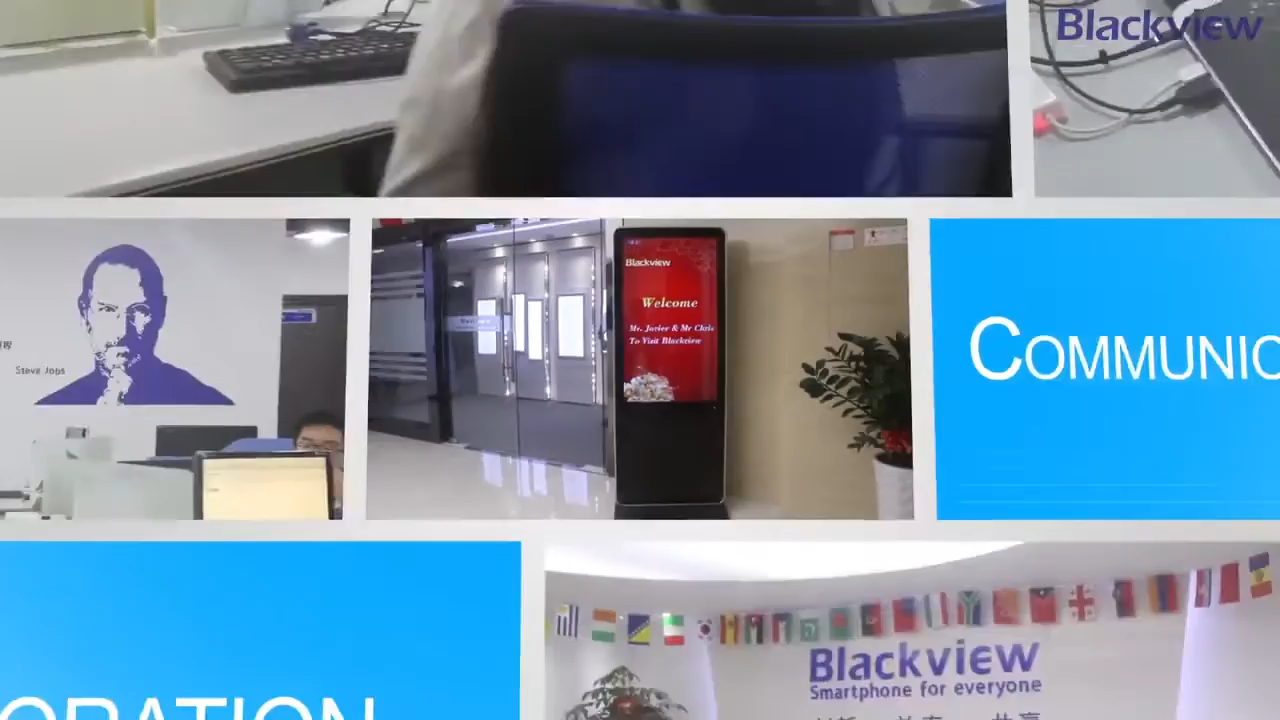 Blackview
Steve Jobs
Blackview
Welcome
Mr. Javier & Mr Chris
To Visit Blackview
COMMUNIC
ORATION
Blackview
Smartphone for everyone